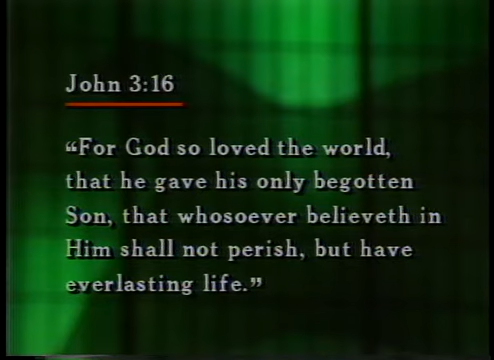 John 3:16
“For God so loved the world,
that he gave his only begotten
Son, that whosoever believeth in
Him shall not perish, but have
everlasting life.”